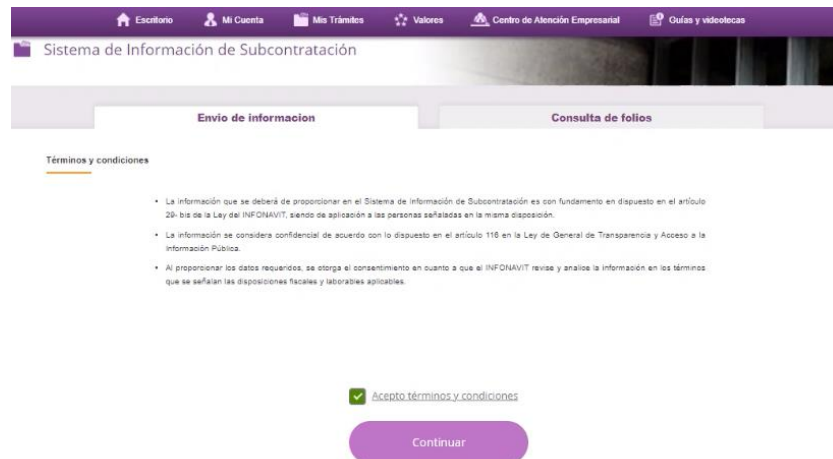 Escritorio Mi Cuenta Mis Trámites Valores Centro de Atención Empresarial Guías y videotecas
Sistema de Información de Subcontratación
Envio de informacion Consulta de folios
Términos y condiciones
• La información que se deberá de proporcionar en el Sistema de Información de Subcontratación es con fundamento en dispuesto en el artículo
29- bis de la Ley del INFONAVIT, siendo de aplicación a las personas señaladas en la misma disposición.
• La información se considera confidencial de acuerdo con lo dispuesto en el artículo 116 en la Ley de General de Transparencia y Acceso a la
Información Pública.
• Al proporcionar los datos requeridos, se otorga el consentimiento en cuanto a que el INFONAVIT revise y analice la información en los términos
que se señalan las disposiciones fiscales y laborables aplicables.
Acepto términos y condiciones
Continuar